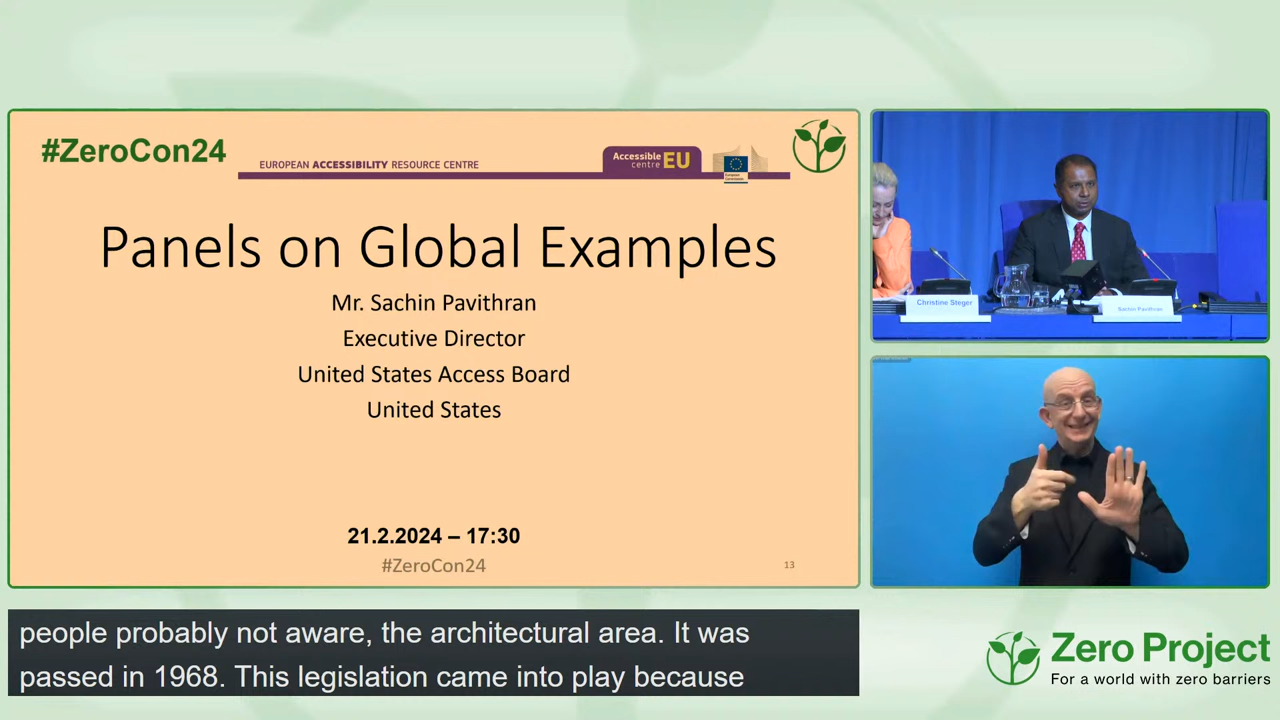 #ZeroCon24
EUROPEAN ACCESSIBILITY RESOURCE CENTRE
Accessible
centre EU
European
Commission
Panels on Global Examples
Mr. Sachin Pavithran
Executive Director
United States Access Board
United States
21.2.2024 – 17:30
#ZeroCon24
13
Christine Steger
Sachin Pavithran
people probably not aware, the architectural area. It was
passed in 1968. This legislation came into play because
Zero Project
For a world with zero barriers